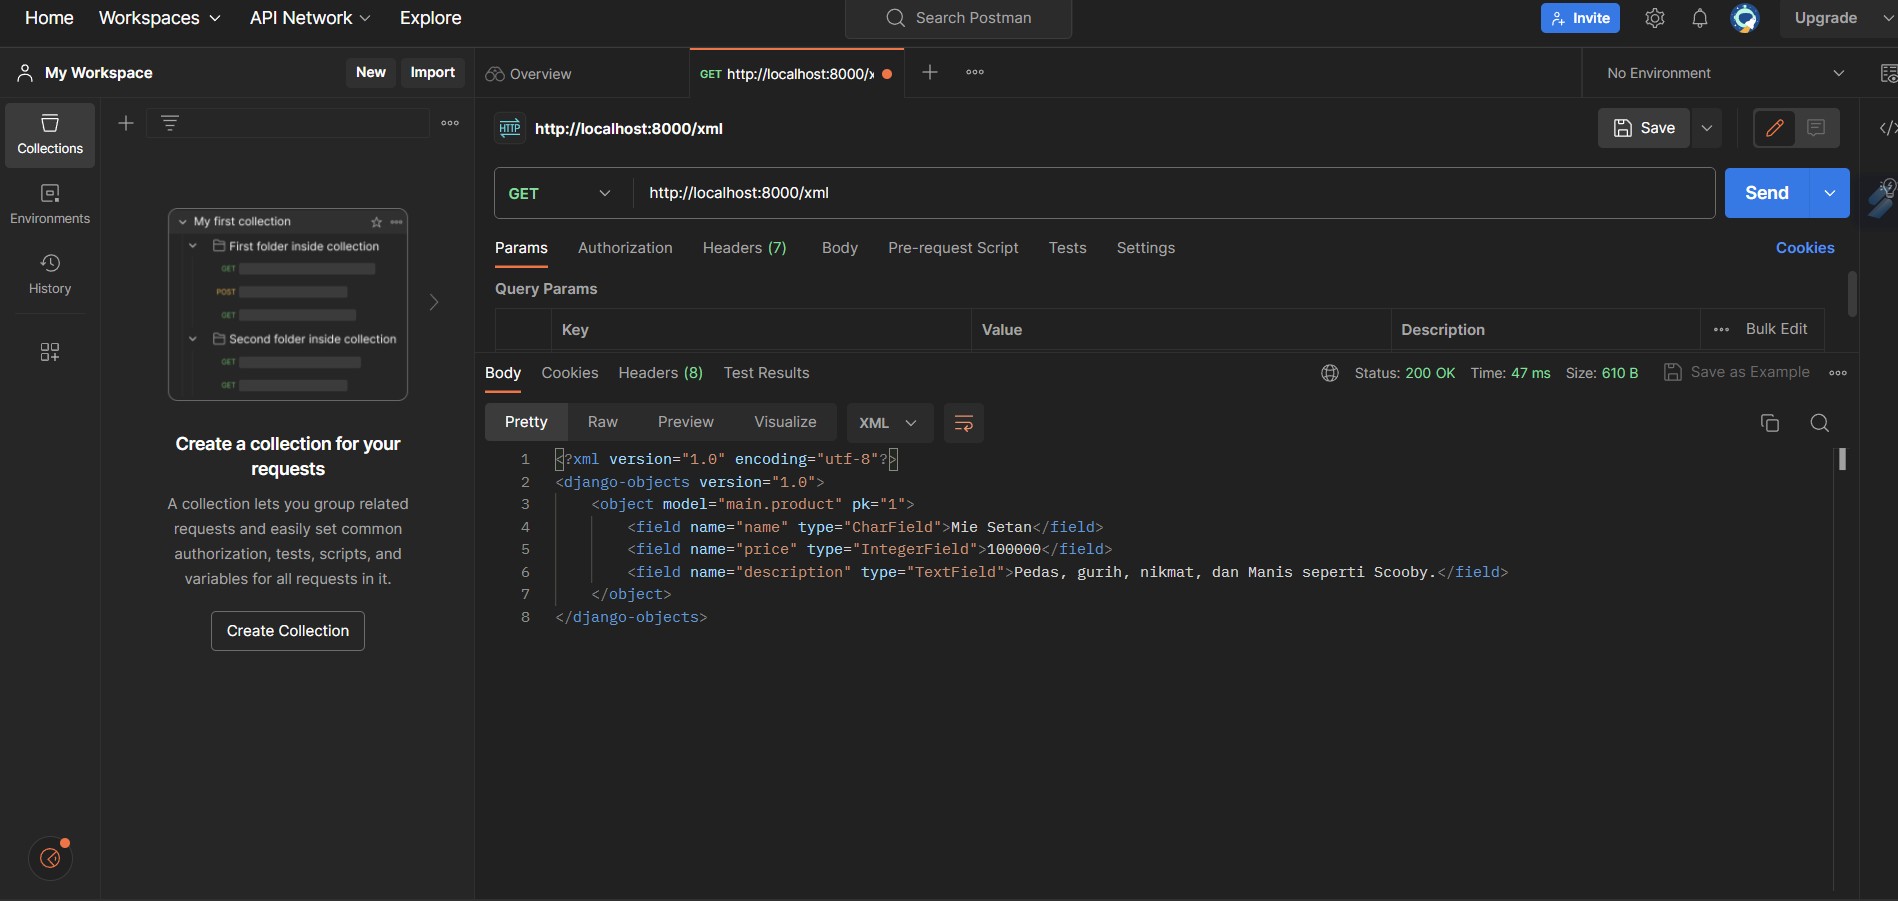 Home Workspaces API Network Explore Search Postman Invite Upgrade
My Workspace New Import Overview GET http://localhost:8000/x No Environment
Collections
Environments
History
My first collection
First folder inside collection
GET
POST
GET
Second folder inside collection
GET
GET
Create a collection for your
requests
A collection lets you group related
requests and easily set common
authorization, tests, scripts, and
variables for all requests in it.
Create Collection
HTTP http://localhost:8000/xml Save
GET http://localhost:8000/xml Send
Params Authorization Headers (7) Body Pre-request Script Tests Settings Cookies
Query Params
Key Value Description Bulk Edit
Body Cookies Headers (8) Test Results Status: 200 OK Time: 47 ms Size: 610 B Save as Example
Pretty Raw Preview Visualize XML
1 <?xml version="1.0" encoding="utf-8"?>
2 <django-objects version="1.0">
3 <object model="main.product" pk="1">
4 <field name="name" type="CharField">Mie Setan</field>
5 <field name="price" type="IntegerField">100000</field>
6 <field name="description" type="TextField">Pedas, gurih, nikmat, dan Manis seperti Scooby.</field>
7 </object>
8 </django-objects>